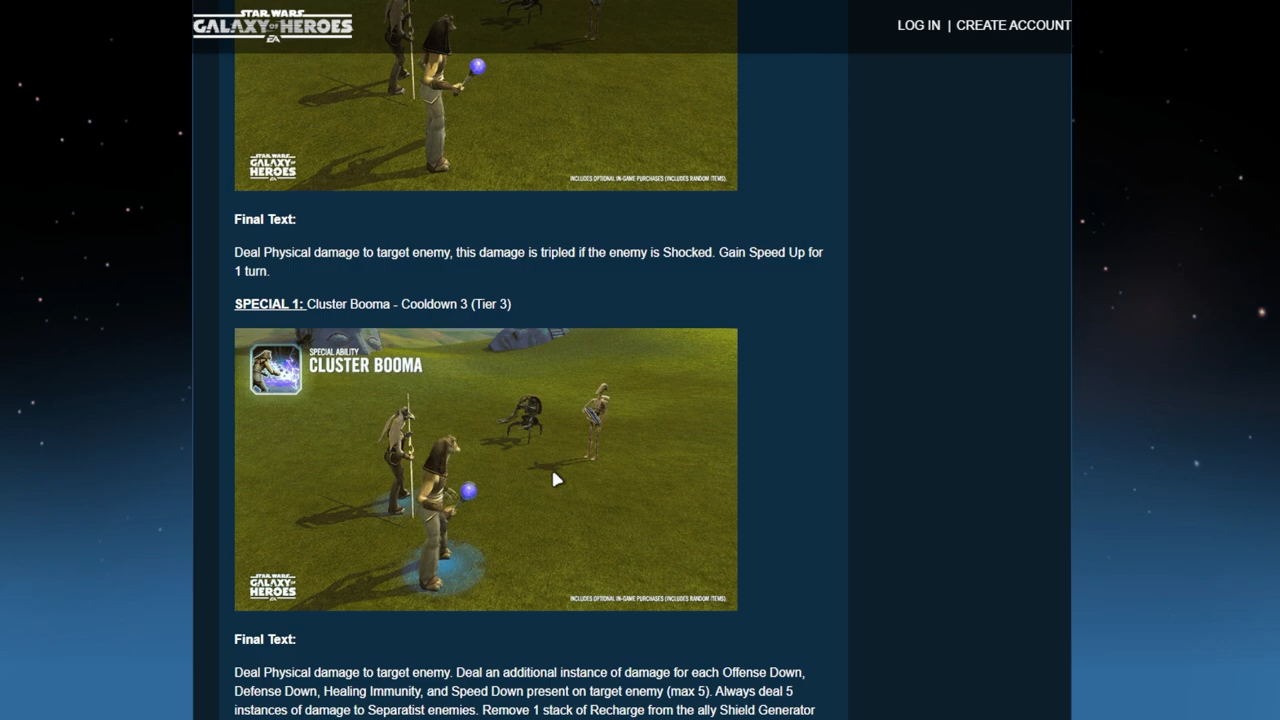 STAR WARS
GALAXY OF HEROES
EA
LOG IN | CREATE ACCOUNT
STAR WARS
GALAXY OF
HEROES
INCLUDES OPTIONAL IN-GAME PURCHASES (INCLUDES RANDOM ITEMS).
Final Text:
Deal Physical damage to target enemy, this damage is tripled if the enemy is Shocked. Gain Speed Up for
1 turn.
SPECIAL 1: Cluster Booma - Cooldown 3 (Tier 3)
SPECIAL ABILITY
CLUSTER BOOMA
STAR WARS
GALAXY OF
HEROES
INCLUDES OPTIONAL IN-GAME PURCHASES (INCLUDES RANDOM ITEMS).
Final Text:
Deal Physical damage to target enemy. Deal an additional instance of damage for each Offense Down,
Defense Down, Healing Immunity, and Speed Down present on target enemy (max 5). Always deal 5
instances of damage to Separatist enemies. Remove 1 stack of Recharge from the ally Shield Generator